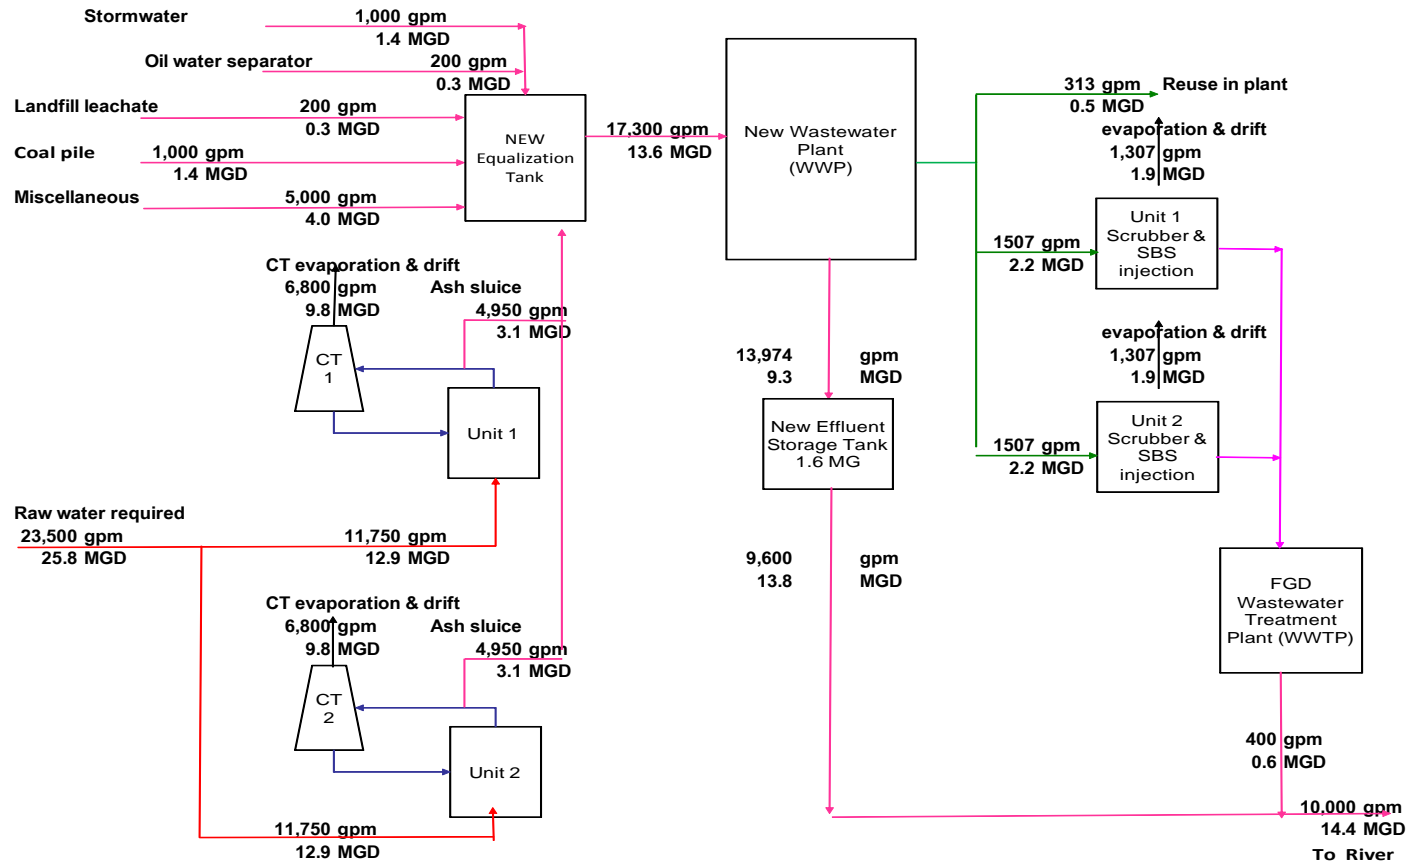 Stormwater
1,000 gpm
1.4 MGD
Oil water separator
200 gpm
0.3 MGD
Landfill leachate
200 gpm
0.3 MGD
Coal pile
1,000 gpm
1.4 MGD
Miscellaneous
5,000 gpm
4.0 MGD
NEW
Equalization
Tank
17,300 gpm
13.6 MGD
New Wastewater
Plant
(WWP)
313 gpm
0.5 MGD
Reuse in plant
evaporation & drift
1,307 gpm
1.9 MGD
1507 gpm
2.2 MGD
Unit 1
Scrubber &
SBS
injection
evaporation & drift
1,307 gpm
1.9 MGD
1507 gpm
2.2 MGD
Unit 2
Scrubber &
SBS
injection
CT evaporation & drift
6,800 gpm
9.8 MGD
Ash sluice
4,950 gpm
3.1 MGD
CT
1
Unit 1
13,974 gpm
9.3 MGD
New Effluent
Storage Tank
1.6 MG
Raw water required
23,500 gpm
25.8 MGD
11,750 gpm
12.9 MGD
9,600 gpm
13.8 MGD
FGD
Wastewater
Treatment
Plant (WWTP)
CT evaporation & drift
6,800 gpm
9.8 MGD
Ash sluice
4,950 gpm
3.1 MGD
CT
2
Unit 2
11,750 gpm
12.9 MGD
400 gpm
0.6 MGD
10,000 gpm
14.4 MGD
To River